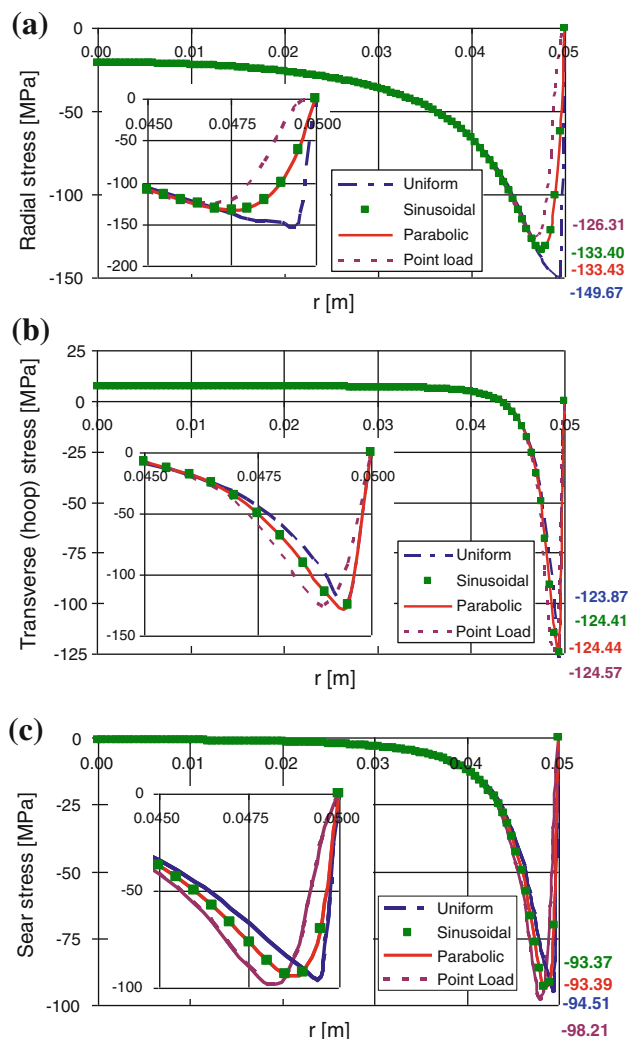 (a)
0
0.00 0.01 0.02 0.03 0.04 0.05
-50
-100
-150
Radial stress [MPa]
0.0450 0.0475 0.0500
0
-50
-100
-150
-200
Uniform
Sinusoidal
Parabolic
Point load
-126.31
-133.40
-133.43
-149.67
r [m]
(b)
25
0
0.00 0.01 0.02 0.03 0.04 0.05
-25
-50
-75
-100
-125
Transverse (hoop) stress [MPa]
0
0.0450 0.0475 0.0500
-50
-100
-150
Uniform
Sinusoidal
Parabolic
Point Load
-123.87
-124.41
-124.44
-124.57
r [m]
(c)
0
0.00 0.01 0.02 0.03 0.04 0.05
-25
-50
-75
-100
Sear stress [MPa]
0
0.0450 0.0475 0.0500
-50
-100
Uniform
Sinusoidal
Parabolic
Point Load
-93.37
-93.39
-94.51
-98.21
r [m]